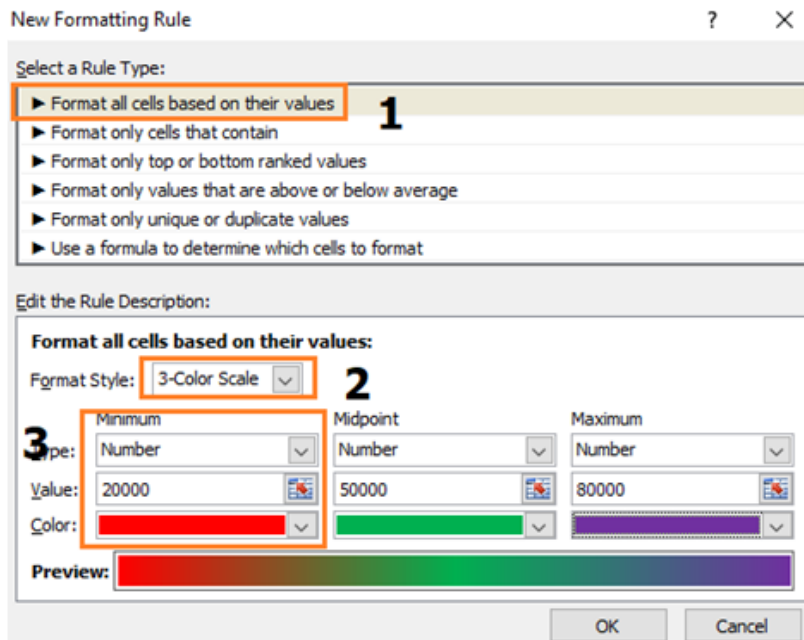 New Formatting Rule ? ×
Select a Rule Type:
► Format all cells based on their values 1
► Format only cells that contain
► Format only top or bottom ranked values
► Format only values that are above or below average
► Format only unique or duplicate values
► Use a formula to determine which cells to format
Edit the Rule Description:
Format all cells based on their values:
Format Style: 3-Color Scale 2
Minimum Midpoint Maximum
3 Type: Number Number Number
Value: 20000 50000 80000
Color:
Preview:
OK Cancel